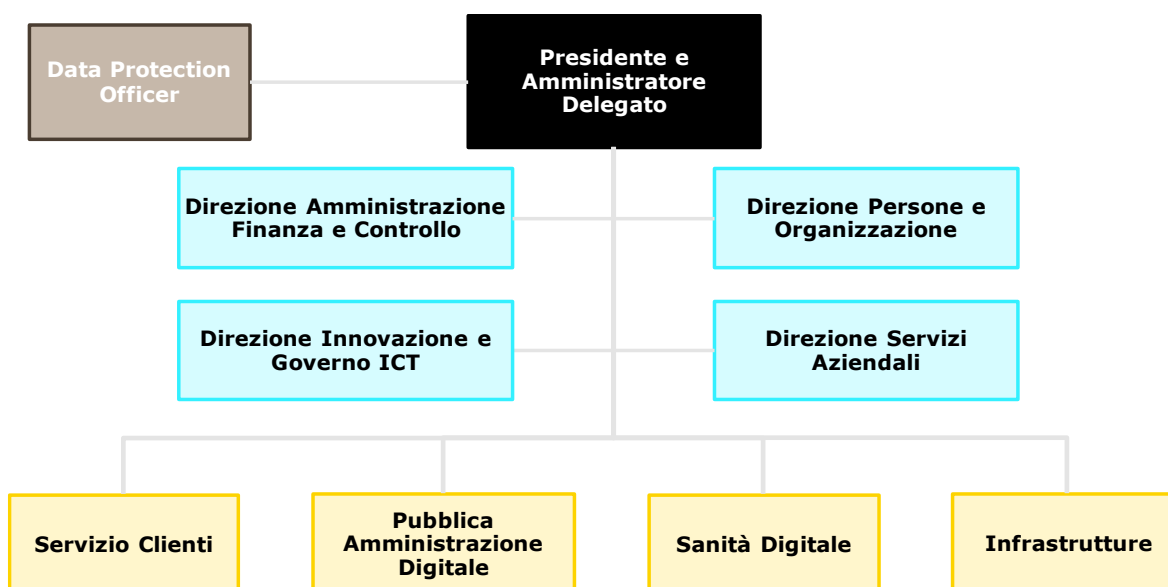 Data Protection
Officer
Presidente e
Amministratore
Delegato
Direzione Amministrazione
Finanza e Controllo
Direzione Persone e
Organizzazione
Direzione Innovazione e
Governo ICT
Direzione Servizi
Aziendali
Servizio Clienti
Pubblica
Amministrazione
Digitale
Sanità Digitale
Infrastrutture